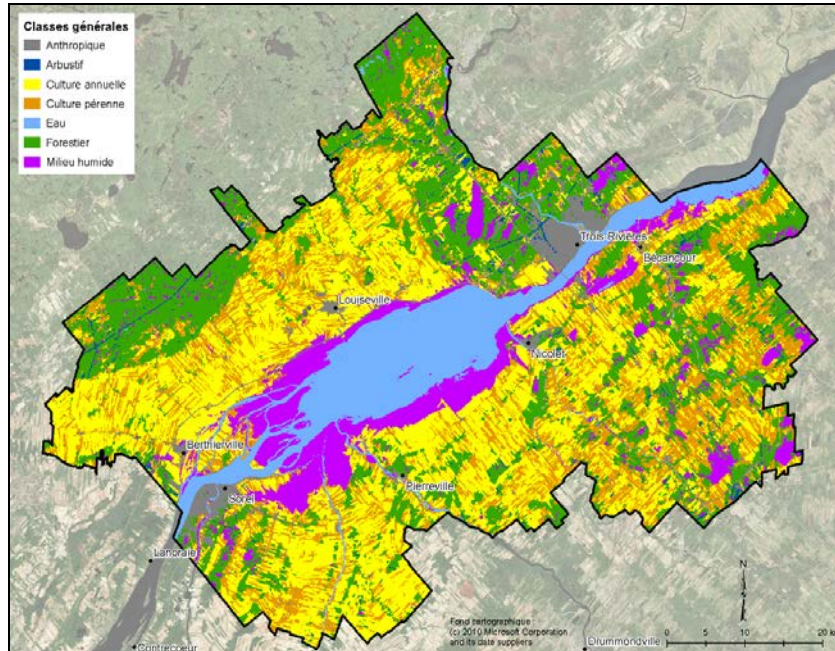 Classes générales
Anthropique
Arbustif
Culture annuelle
Culture pérenne
Eau
Forestier
Milieu humide
Trois-Rivières
Bécancour
Louiseville
Nicolet
Berthierville
Pierreville
Sorel
Lanoraie
Contrecoeur
Drummondville
Fond cartographique
(c) 2010 Microsoft Corporation
and its data suppliers
N
0 5 10 20 km